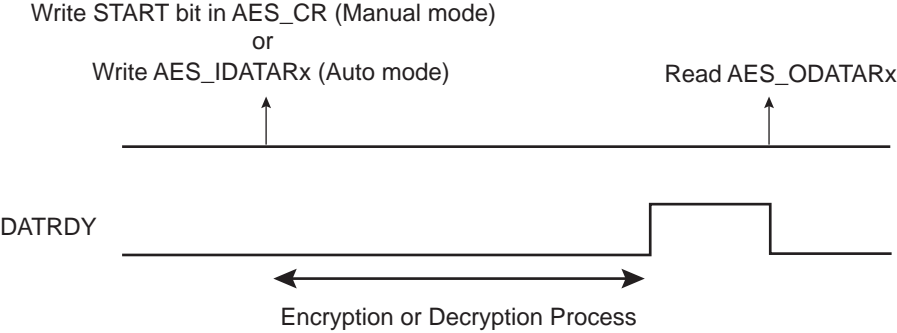 Write START bit in AES_CR (Manual mode)
or
Write AES_IDATARx (Auto mode)
Read AES_ODATARx
DATRDY
Encryption or Decryption Process